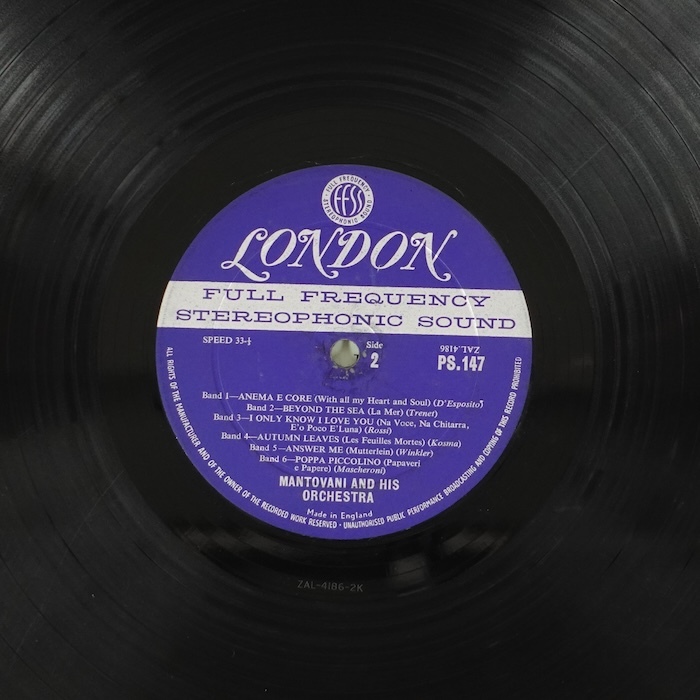 · FULL FREQUENCY · STEREOPHONIC SOUND
FFSS
LONDON
FULL FREQUENCY
STEREOPHONIC SOUND
SPEED 33-⅓
Side
2
ZAL.4186
PS.147
Band 1—ANEMA E CORE (With all my Heart and Soul) (D'Esposito)
Band 2—BEYOND THE SEA (La Mer) (Trenet)
Band 3—I ONLY KNOW I LOVE YOU (Na Voce, Na Chitarra,
E'o Poco E'Luna) (Rossi)
Band 4—AUTUMN LEAVES (Les Feuilles Mortes) (Kosma)
Band 5—ANSWER ME (Mutterlein) (Winkler)
Band 6—POPPA PICCOLINO (Papaveri
e Papere) (Mascheroni)
MANTOVANI AND HIS
ORCHESTRA
Made in England
ALL RIGHTS OF THE MANUFACTURER AND OF THE OWNER OF THE RECORDED WORK RESERVED · UNAUTHORISED PUBLIC PERFORMANCE BROADCASTING AND COPYING OF THIS RECORD PROHIBITED
ZAL-4186-2K